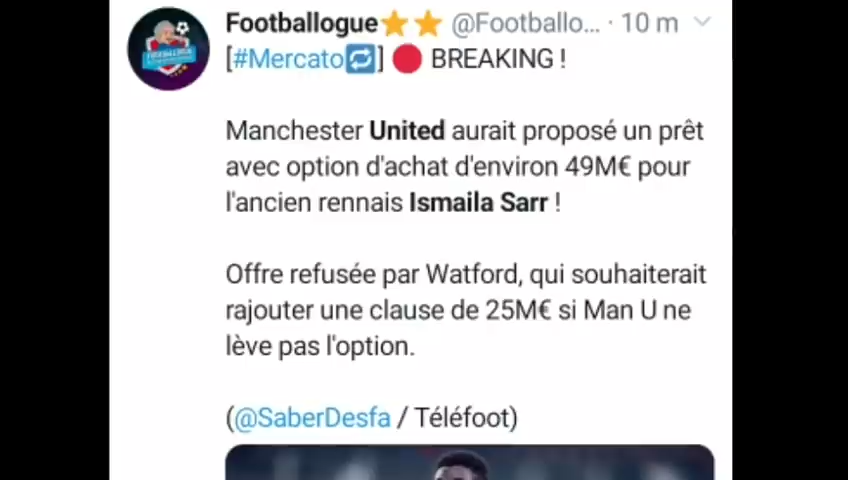 Footballogue⭐⭐ @Footballo... · 10 m
[#Mercato🔁] 🔴 BREAKING !
Manchester United aurait proposé un prêt
avec option d'achat d'environ 49M€ pour
l'ancien rennais Ismaila Sarr !
Offre refusée par Watford, qui souhaiterait
rajouter une clause de 25M€ si Man U ne
lève pas l'option.
(@SaberDesfa / Téléfoot)